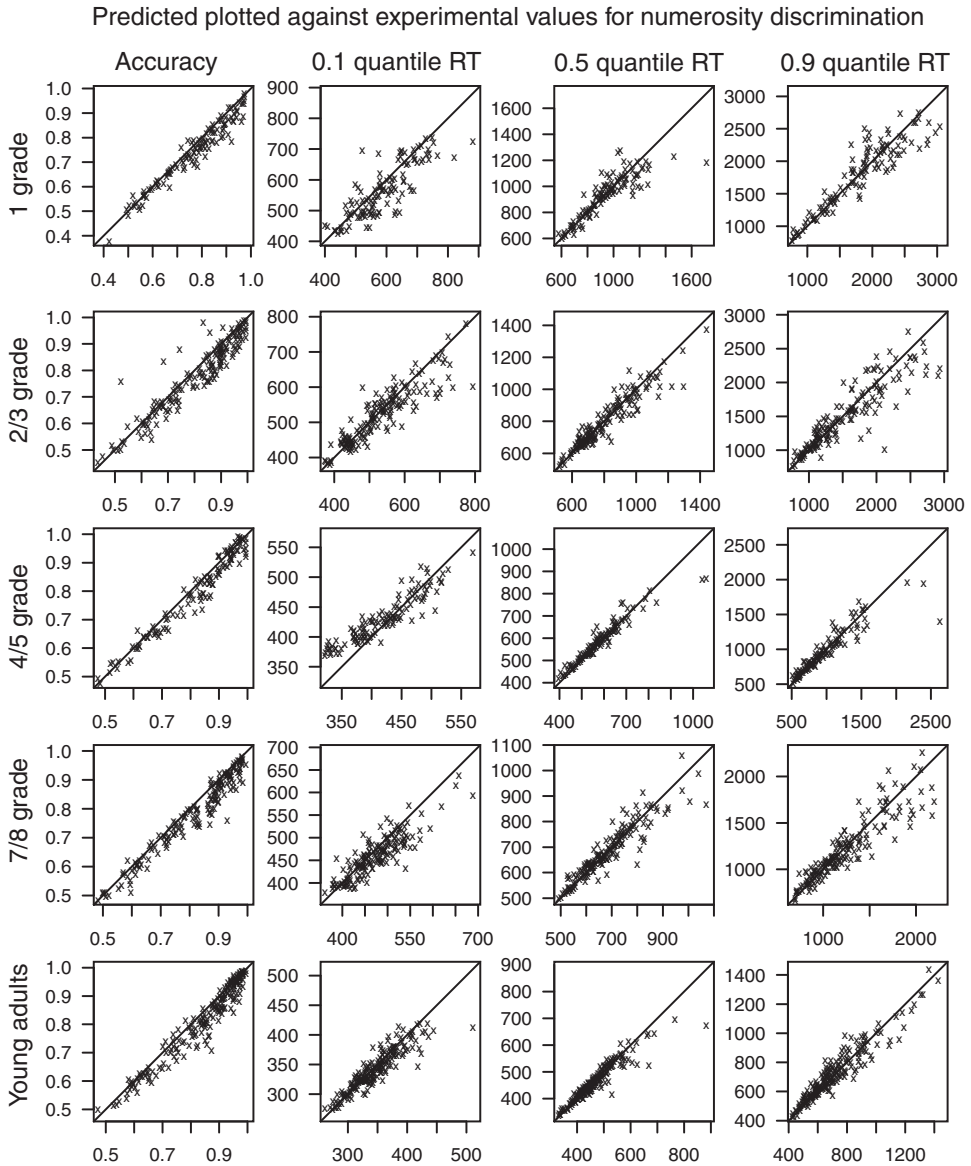 Predicted plotted against experimental values for numerosity discrimination
Accuracy 0.1 quantile RT 0.5 quantile RT 0.9 quantile RT
1 grade
1.0 0.9 0.8 0.7 0.6 0.5 0.4
0.4 0.6 0.8 1.0
900 800 700 600 500 400
400 600 800
1600 1400 1200 1000 800 600
600 1000 1400
3000 2500 2000 1500 1000
1000 2000 3000
2/3 grade
1.0 0.9 0.8 0.7 0.6 0.5
0.5 0.7 0.9
800 700 600 500 400
400 500 600 700 800
1400 1200 1000 800 600
600 1000 1400
3000 2500 2000 1500 1000
1000 2000 3000
4/5 grade
1.0 0.9 0.8 0.7 0.6 0.5
0.5 0.7 0.9
550 500 450 400 350
350 450 550
1000 900 800 700 600 500 400
400 700 1000
2500 2000 1500 1000 500
500 1500 2500
7/8 grade
1.0 0.9 0.8 0.7 0.6 0.5
0.5 0.7 0.9
700 650 600 550 500 450 400
400 500 600 700
1100 1000 900 800 700 600 500
500 700 900
2000 1500 1000
1000 2000
Young adults
1.0 0.9 0.8 0.7 0.6 0.5
0.5 0.7 0.9
500 450 400 350 300
300 400 500
900 800 700 600 500 400
400 600 800
1400 1200 1000 800 600 400
400 800 1200